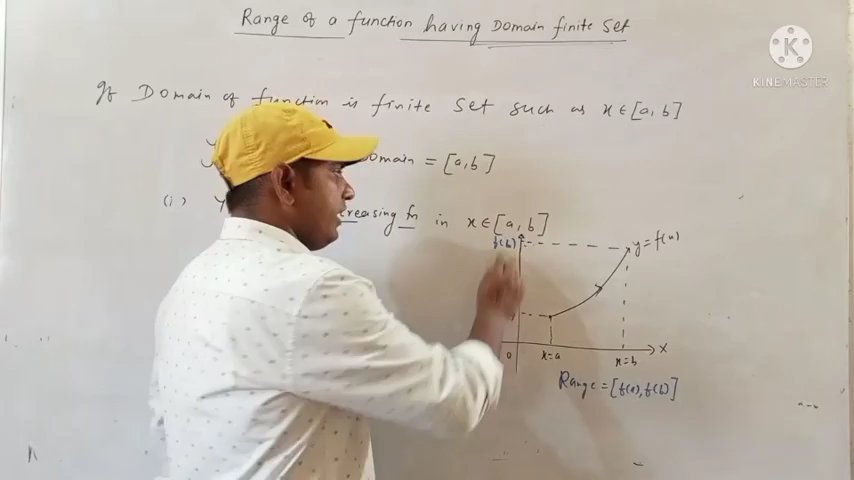 Range of a function having Domain finite set
If Domain of function is finite set such as x ∈ [a, b]
Domain = [a, b]
(i) creasing fn in x ∈ [a, b]
f(b)
y = f(x)
0
x=a
x=b
X
Range = [f(a), f(b)]
K
KINEMASTER